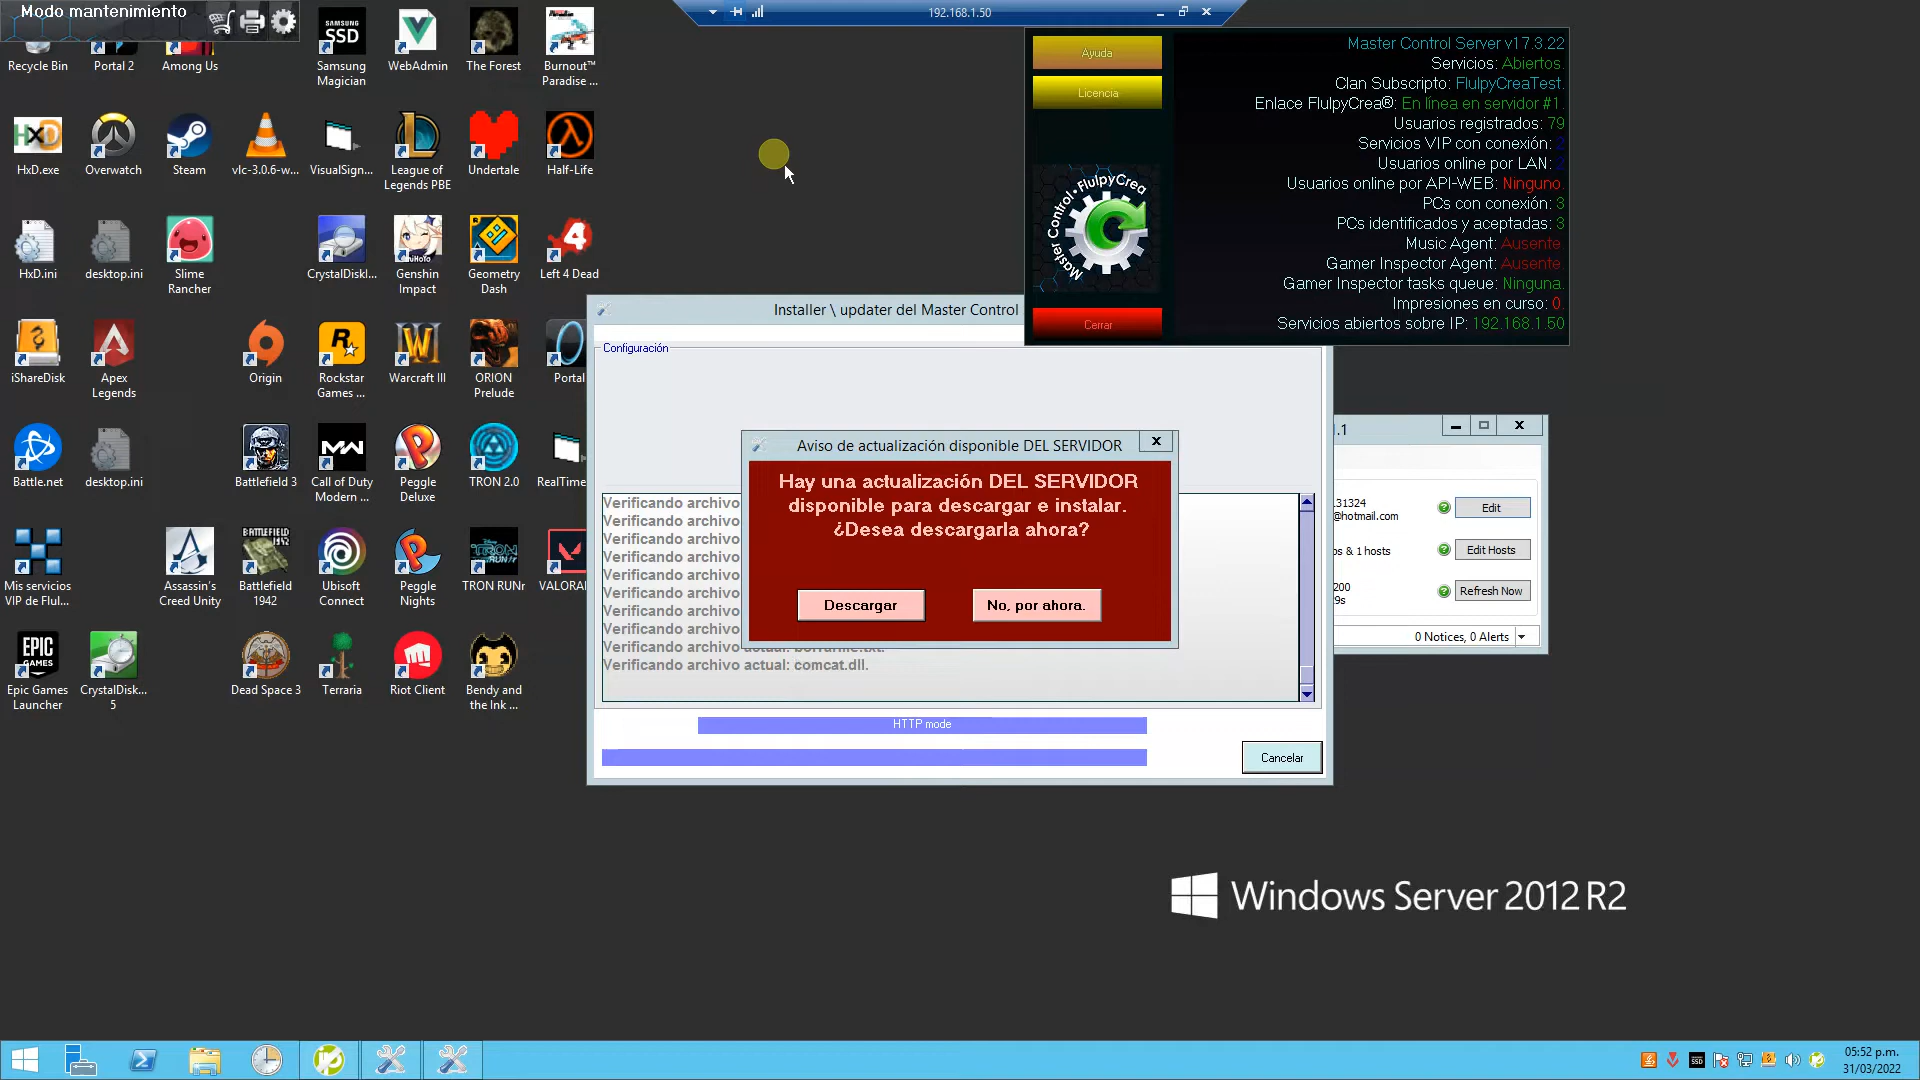 Modo mantenimiento
192.168.1.50
Recycle Bin
Portal 2
Among Us
SAMSUNG
SSD
Samsung
Magician
WebAdmin
The Forest
Burnout™
Paradise ...
HxD.exe
Overwatch
Steam
vlc-3.0.6-w...
VisualSign...
League of
Legends PBE
Undertale
Half-Life
HxD.ini
desktop.ini
Slime
Rancher
CrystalDiskI...
Genshin
Impact
Geometry
Dash
Left 4 Dead
iShareDisk
Apex
Legends
Origin
Rockstar
Games ...
Warcraft III
ORION
Prelude
Portal
Battle.net
desktop.ini
Battlefield 3
Call of Duty
Modern ...
Peggle
Deluxe
TRON 2.0
RealTime
Mis servicios
VIP de Flul...
Assassin's
Creed Unity
BATTLEFIELD
1942
Battlefield
1942
Ubisoft
Connect
Peggle
Nights
TRON RUNr
VALORA
EPIC
GAMES
Epic Games
Launcher
CrystalDisk...
5
Dead Space 3
Terraria
Riot Client
Bendy and
the Ink ...
Ayuda
Licencia
Master Control · FlulpyCrea
Cerrar
Master Control Server v17.3.22
Servicios: Abiertos.
Clan Subscripto: FlulpyCreaTest.
Enlace FlulpyCrea®: En línea en servidor #1.
Usuarios registrados: 79
Servicios VIP con conexión: 2
Usuarios online por LAN: 2
Usuarios online por API-WEB: Ninguno.
PCs con conexión: 3
PCs identificados y aceptadas: 3
Music Agent: Ausente.
Gamer Inspector Agent: Ausente.
Gamer Inspector tasks queue: Ninguna.
Impresiones en curso: 0.
Servicios abiertos sobre IP: 192.168.1.50
Installer \ updater del Master Control
Configuración
Aviso de actualización disponible DEL SERVIDOR
Hay una actualización DEL SERVIDOR
disponible para descargar e instalar.
¿Desea descargarla ahora?
Descargar
No, por ahora.
Verificando archivo
Verificando archivo
Verificando archivo
Verificando archivo
Verificando archivo
Verificando archivo
Verificando archivo
Verificando archivo
Verificando archivo
Verificando archivo actual: comcat.dll.
HTTP mode
Cancelar
.1
.31324
@hotmail.com
Edit
ps & 1 hosts
Edit Hosts
200
9s
Refresh Now
0 Notices, 0 Alerts
Windows Server 2012 R2
05:52 p.m.
31/03/2022